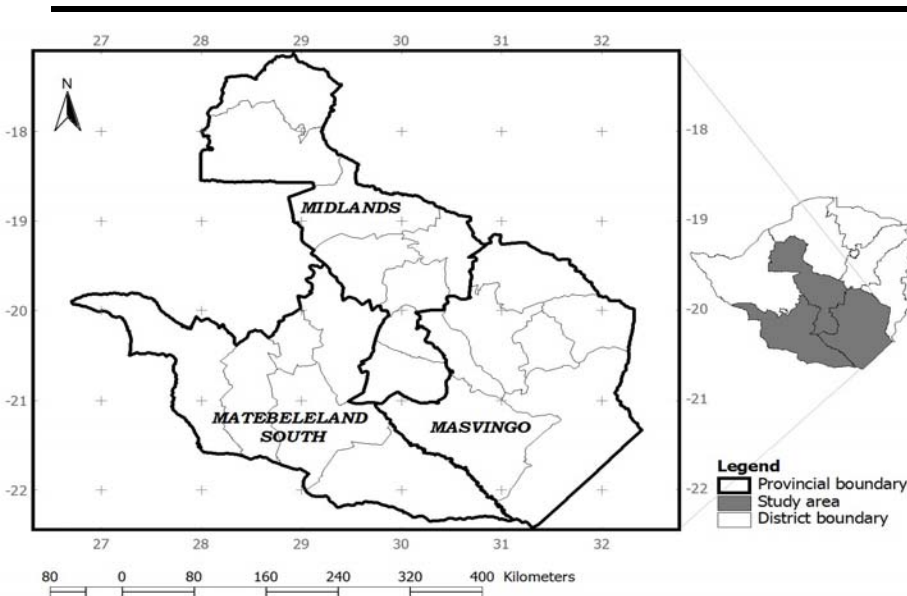 27 28 29 30 31 32
N
-18 -18
-19 -19
MIDLANDS
-20 -20
-21 -21
MATEBELELAND
SOUTH
MASVINGO
-22 -22
27 28 29 30 31 32
Legend
Provincial boundary
Study area
District boundary
80 0 80 160 240 320 400 Kilometers